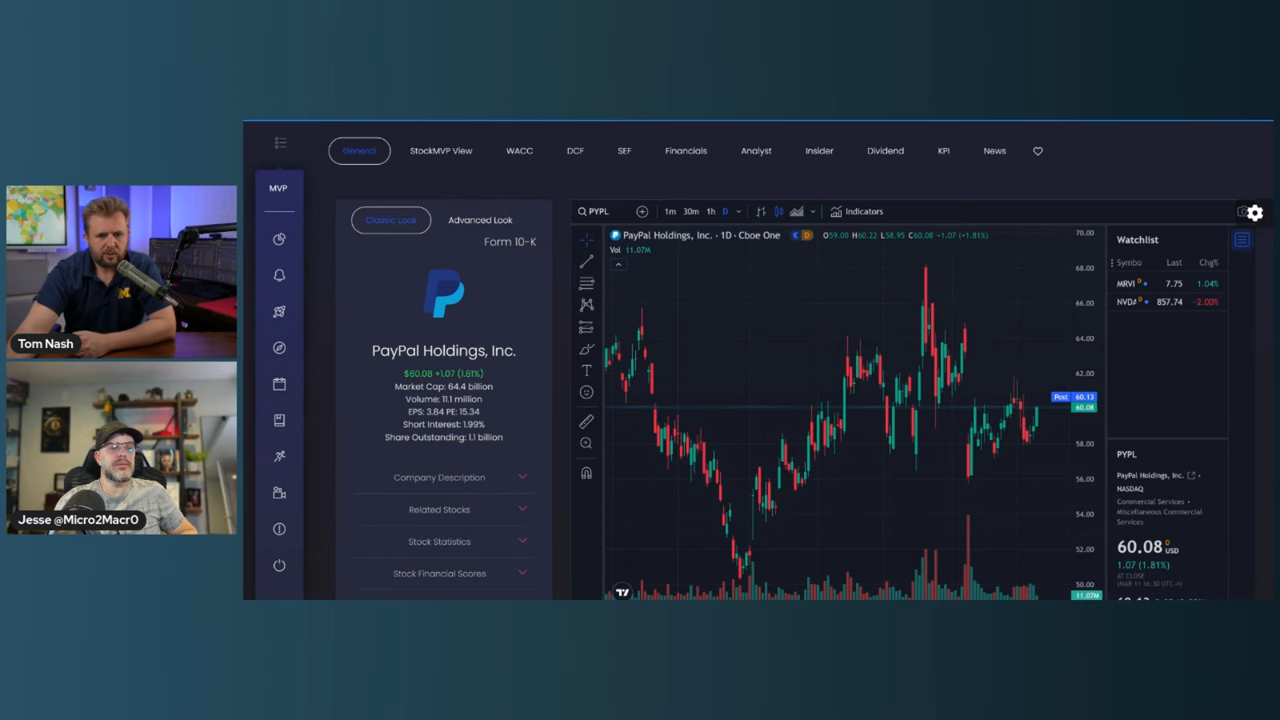 General StockMVP View WACC DCF SEF Financials Analyst Insider Dividend KPI News
MVP
Classic Look Advanced Look
Form 10-K
PayPal Holdings, Inc.
$60.08 +1.07 (1.81%)
Market Cap: 64.4 billion
Volume: 11.1 million
EPS: 3.84 PE: 15.34
Short Interest: 1.99%
Share Outstanding: 1.1 billion
Company Description
Related Stocks
Stock Statistics
Stock Financial Scores
PYPL 1m 30m 1h D Indicators
PayPal Holdings, Inc. · 1D · Cboe One D O59.00 H60.22 L58.95 C60.08 +1.07 (+1.81%)
Vol 11.07M
70.00
68.00
66.00
64.00
62.00
Post 60.13
60.08
58.00
56.00
54.00
52.00
50.00
11.07M
Watchlist
Symbo Last Chg%
MRVI D 7.75 1.04%
NVDA D 857.74 -2.00%
PYPL
PayPal Holdings, Inc.
NASDAQ
Commercial Services •
Miscellaneous Commercial
Services
60.08 D USD
1.07 (1.81%)
AT CLOSE
(MAR 11 16:30 UTC-4)
Tom Nash
Jesse @Micro2Macr0